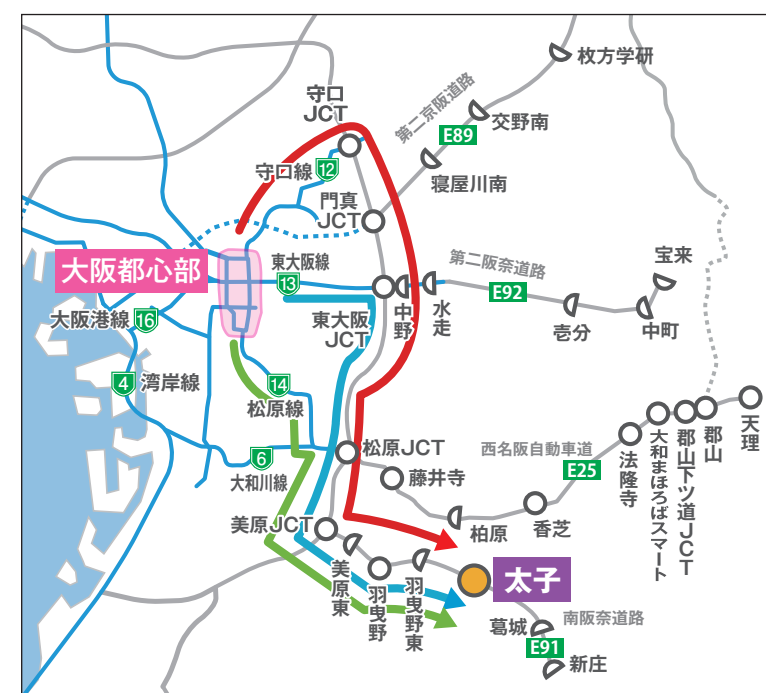 枚方学研
守口
JCT
第二京阪道路
E89
交野南
守口線
12
寝屋川南
門真
JCT
大阪都心部
東大阪線
13
第二阪奈道路
E92
宝来
大阪港線
16
東大阪
JCT
中野
水走
壱分
中町
4
湾岸線
14
松原線
6
大和川線
松原JCT
藤井寺
西名阪自動車道
E25
法隆寺
大和まほろばスマート
郡山下ツ道JCT
郡山
天理
美原JCT
柏原
香芝
美原東
羽曳野
羽曳野東
太子
葛城
南阪奈道路
E91
新庄